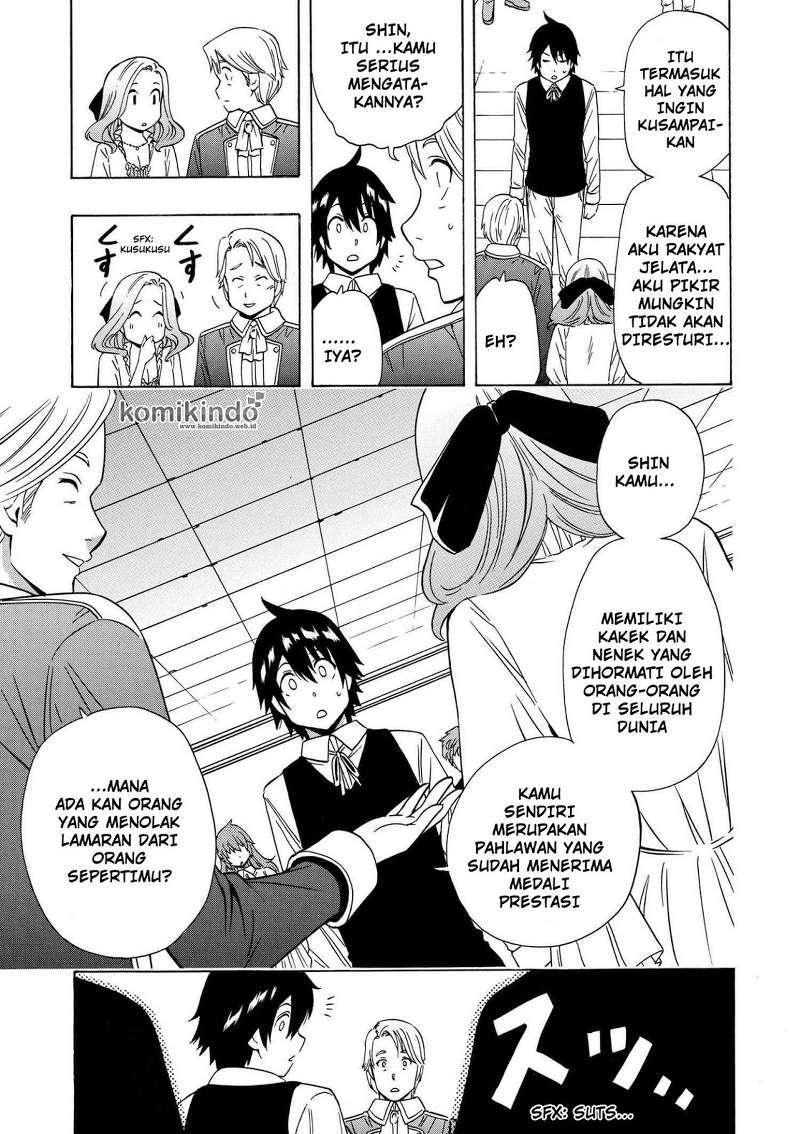 ITU
TERMASUK
HAL YANG
INGIN
KUSAMPAI-
KAN
KARENA
AKU RAKYAT
JELATA...
AKU PIKIR
MUNGKIN
TIDAK AKAN
DIRESTURI...
EH?
SHIN,
ITU ...KAMU
SERIUS
MENGATA-
KANNYA?
......
IYA?
くす
SFX:
KUSUKUSU
くす
komikindo
www.komikindo.web.id
SHIN
KAMU...
MEMILIKI
KAKEK DAN
NENEK YANG
DIHORMATI OLEH
ORANG-ORANG
DI SELURUH
DUNIA
KAMU
SENDIRI
MERUPAKAN
PAHLAWAN YANG
SUDAH MENERIMA
MEDALI
PRESTASI
...MANA
ADA KAN ORANG
YANG MENOLAK
LAMARAN DARI
ORANG
SEPERTIMU?
スッ..
SFX: SUTS...